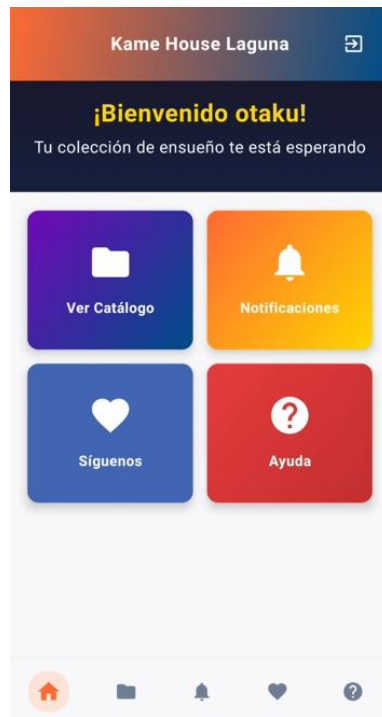 Kame House Laguna
¡Bienvenido otaku!
Tu colección de ensueño te está esperando
Ver Catálogo
Notificaciones
Síguenos
Ayuda